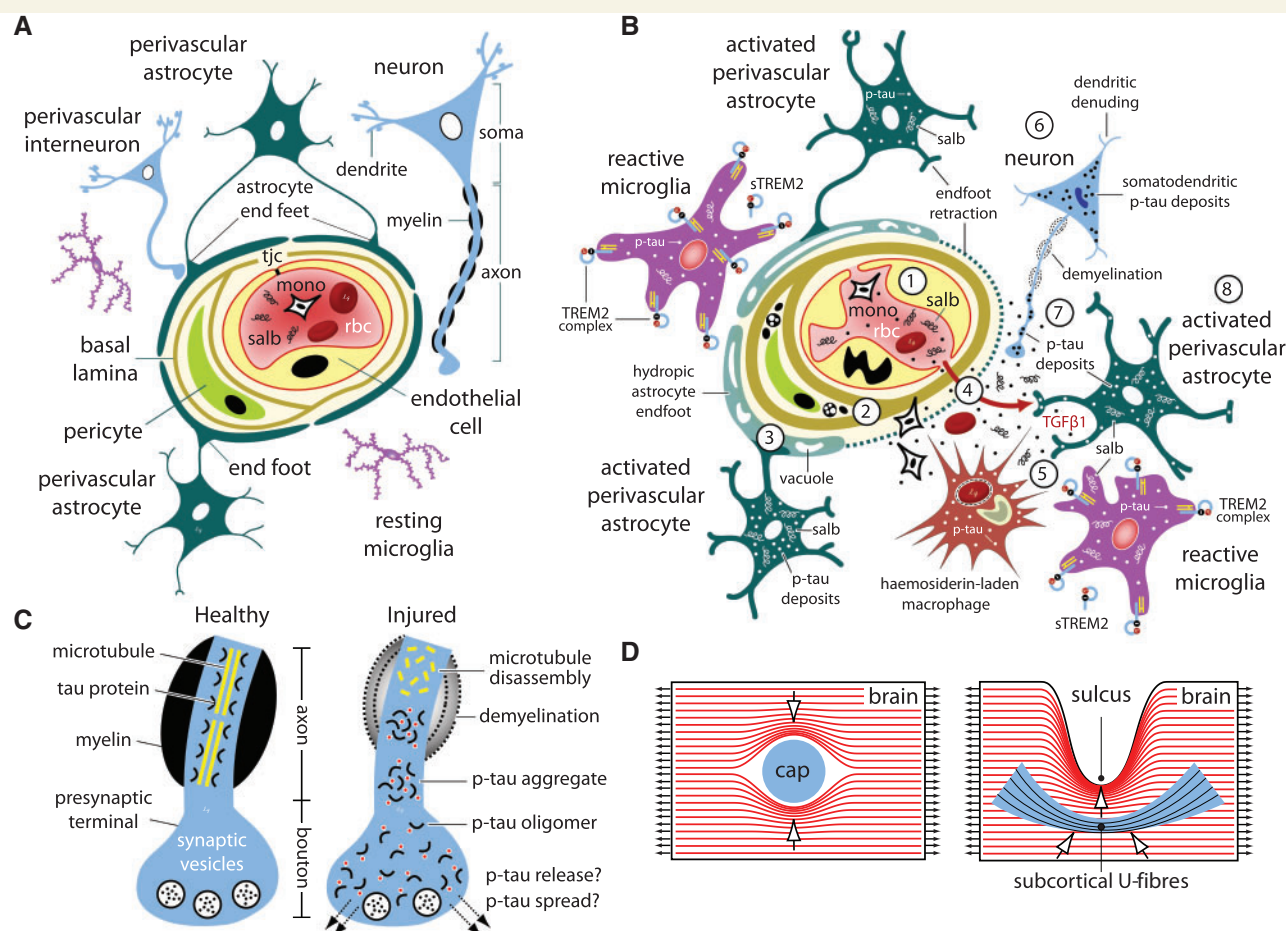 A
perivascular
astrocyte
neuron
perivascular
interneuron
soma
dendrite
astrocyte
end feet
myelin
tjc
mono
axon
salb
rbc
basal
lamina
endothelial
cell
pericyte
end foot
perivascular
astrocyte
resting
microglia
B
activated
perivascular
astrocyte
p-tau
salb
dendritic
denuding
6
neuron
reactive
microglia
sTREM2
endfoot
retraction
somatodendritic
p-tau deposits
p-tau
demyelination
TREM2
complex
1
salb
mono
rbc
7
8
p-tau
deposits
activated
perivascular
astrocyte
hydropic
astrocyte
endfoot
4
2
TGFβ1
3
salb
vacuole
5
activated
perivascular
astrocyte
salb
p-tau
TREM2
complex
salb
p-tau
p-tau
deposits
haemosiderin-laden
macrophage
reactive
microglia
sTREM2
C
Healthy
Injured
microtubule
tau protein
myelin
presynaptic
terminal
synaptic
vesicles
axon
bouton
microtubule
disassembly
demyelination
p-tau aggregate
p-tau oligomer
p-tau release?
p-tau spread?
D
brain
cap
sulcus
brain
subcortical U-fibres